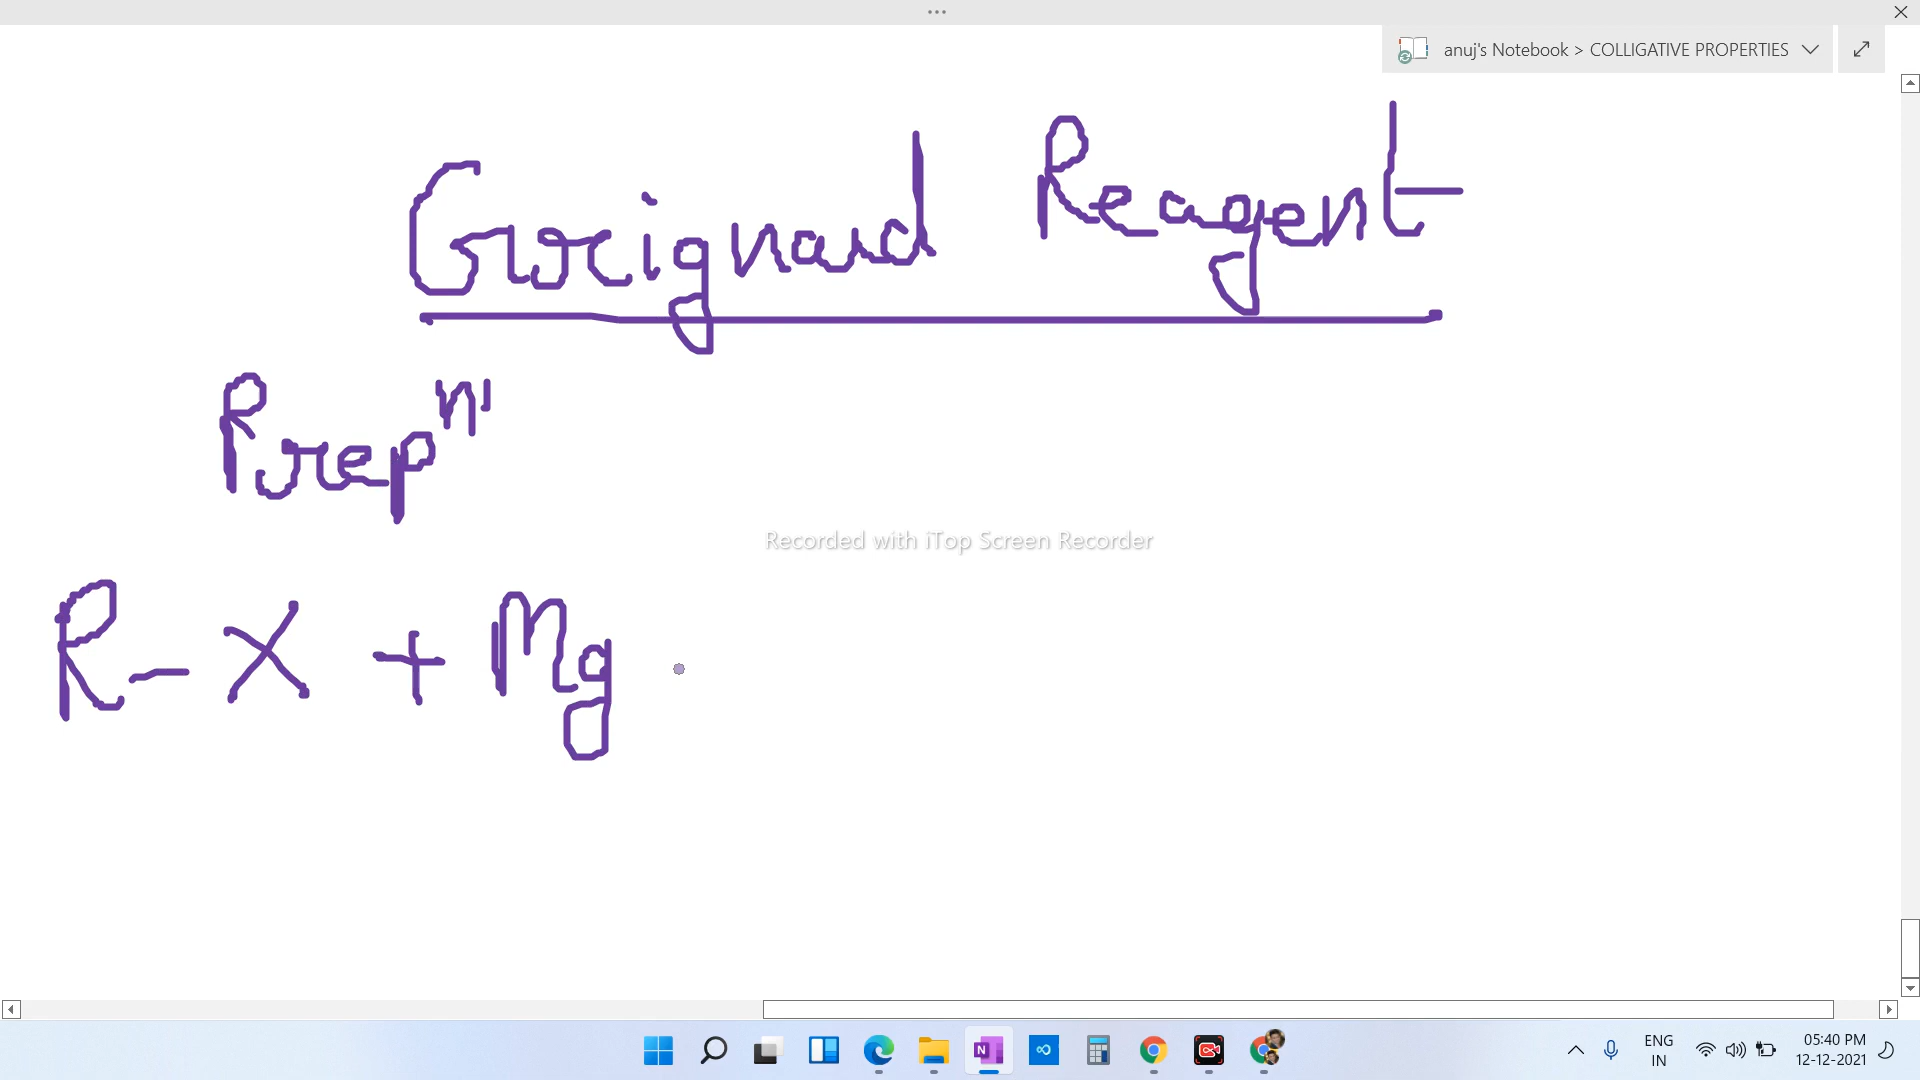 anuj's Notebook > COLLIGATIVE PROPERTIES
Grignard Reagent
Prepn
Recorded with iTop Screen Recorder
R - X + Mg
ENG
IN
05:40 PM
12-12-2021